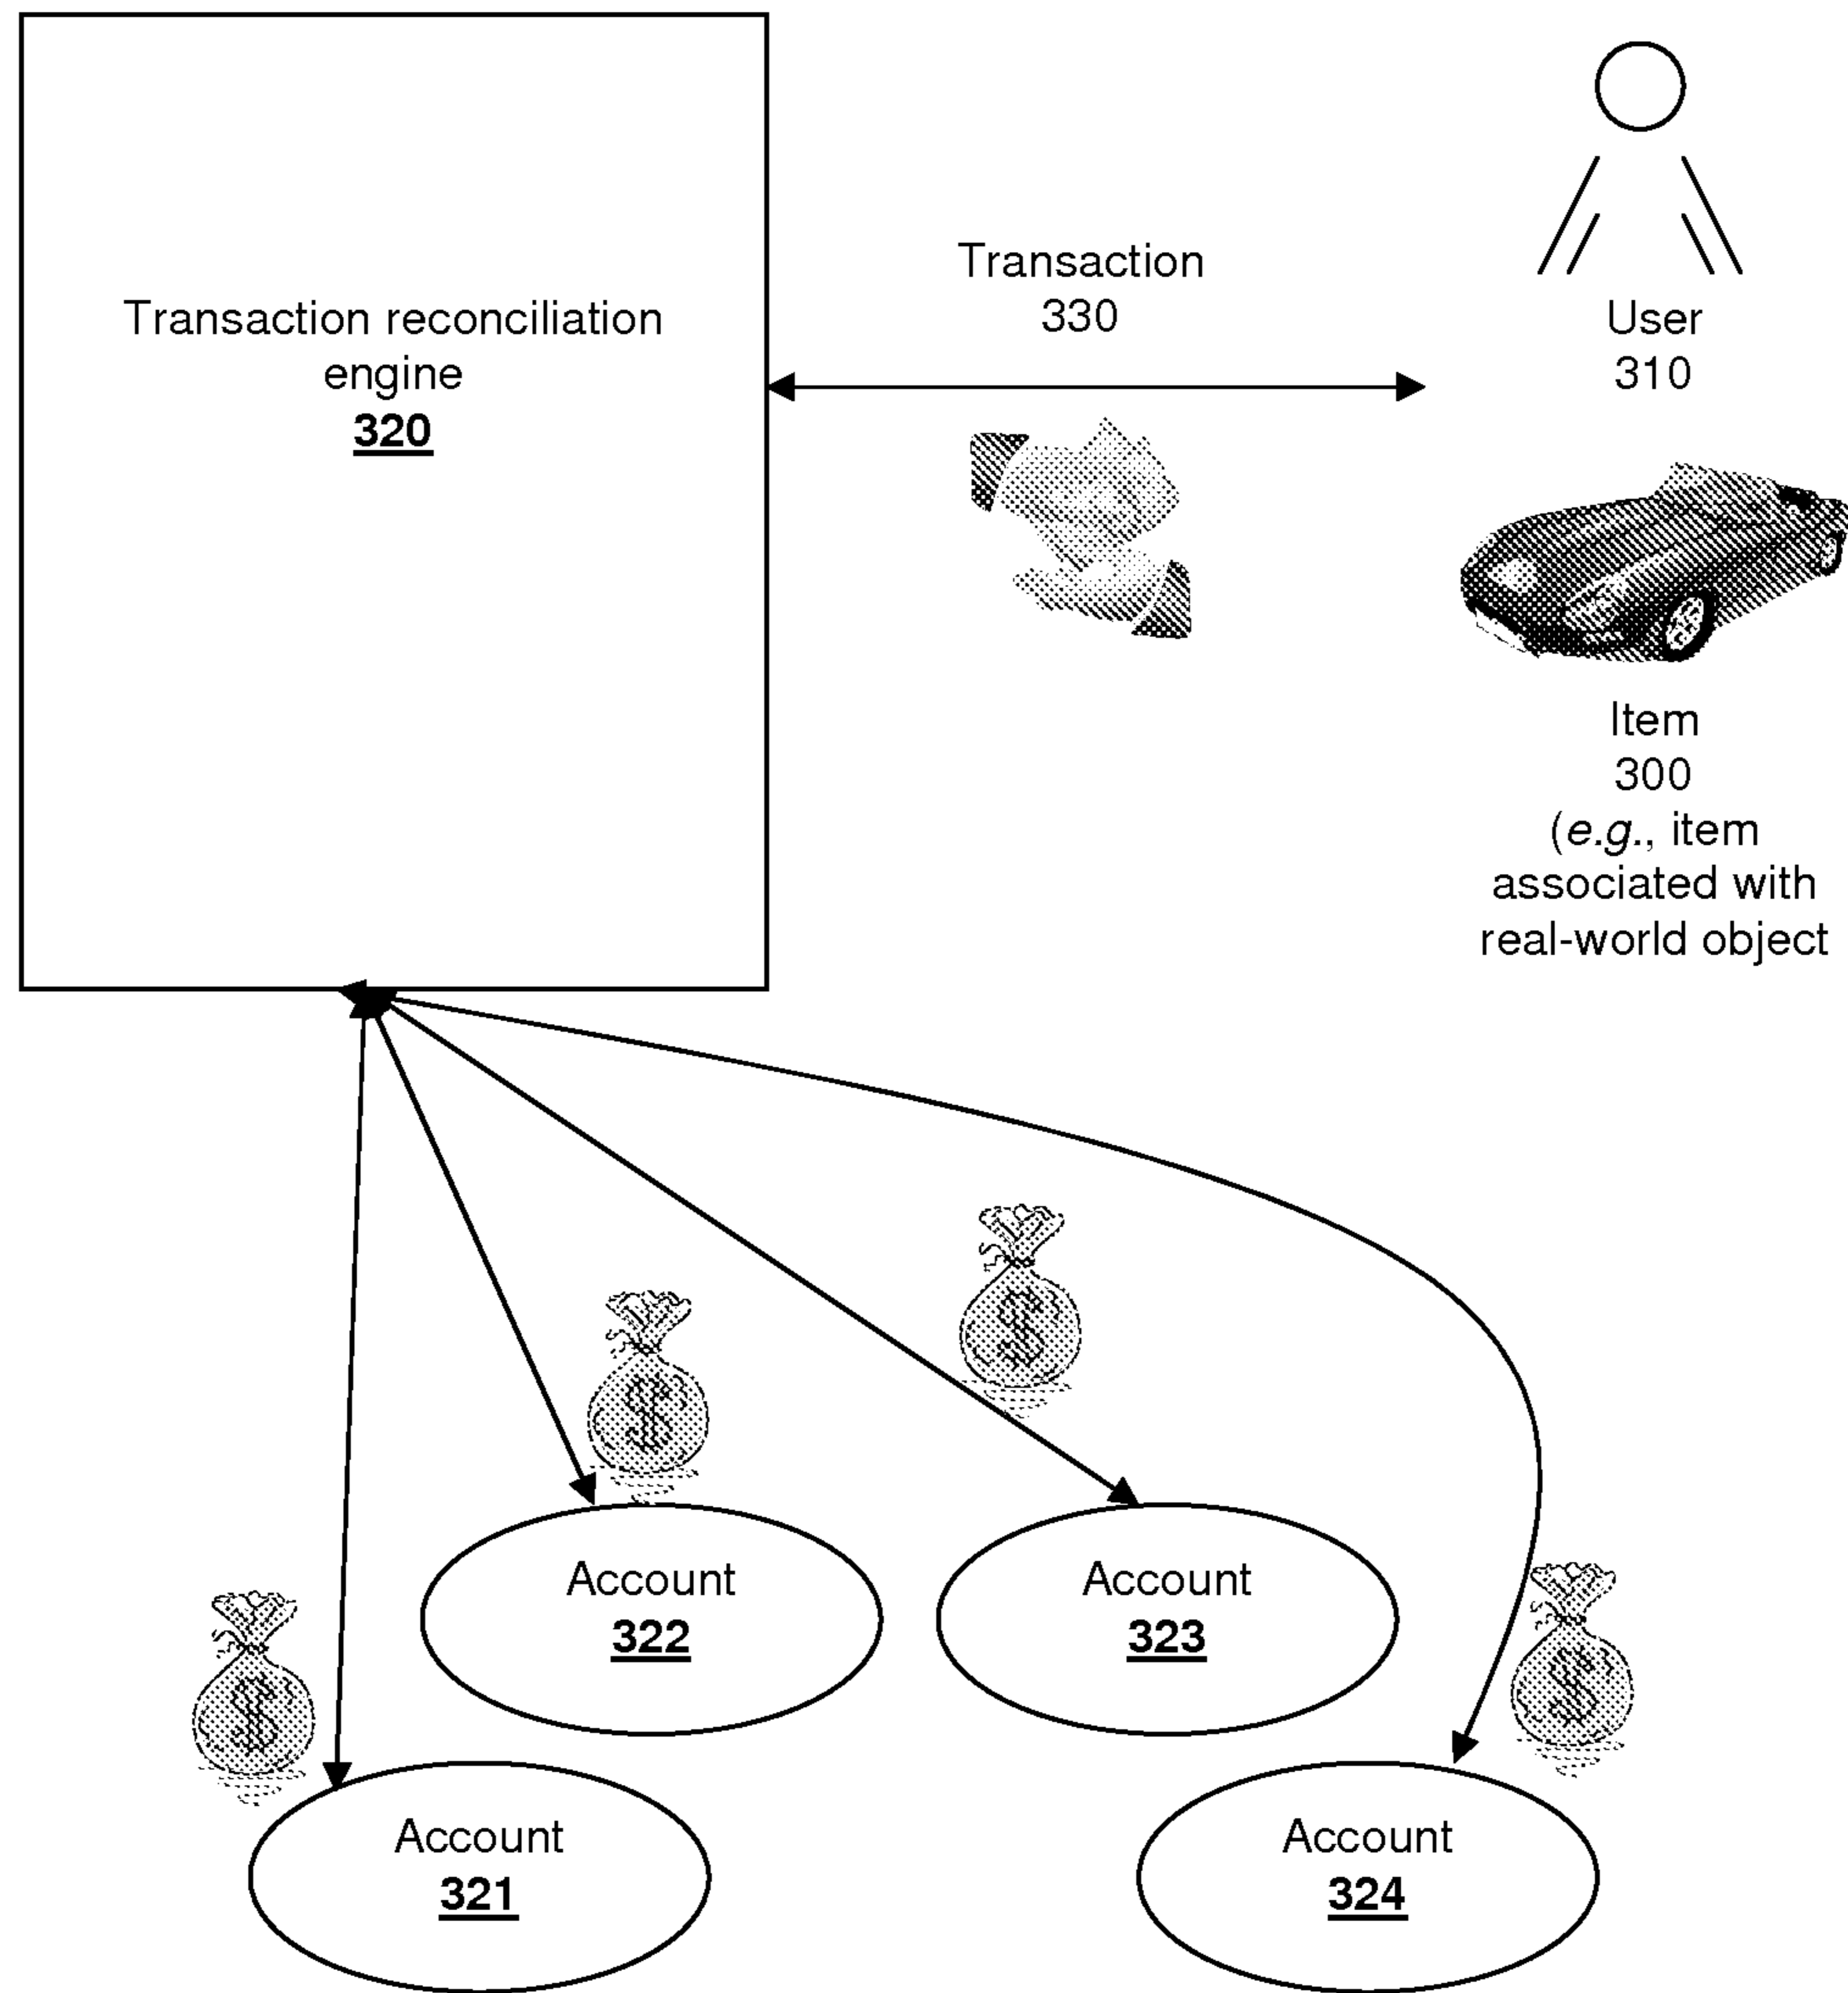 Transaction reconciliation
engine
320
Transaction
330
User
310
Item
300
(e.g., item
associated with
real-world object
$
$
$
$
Account
322
Account
323
Account
321
Account
324